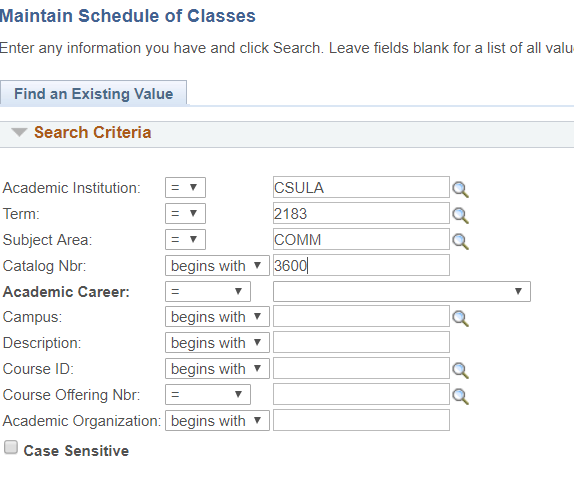 Maintain Schedule of Classes
Enter any information you have and click Search. Leave fields blank for a list of all valu
Find an Existing Value
Search Criteria
Academic Institution: = CSULA
Term: = 2183
Subject Area: = COMM
Catalog Nbr: begins with 3600
Academic Career: =
Campus: begins with
Description: begins with
Course ID: begins with
Course Offering Nbr: =
Academic Organization: begins with
Case Sensitive